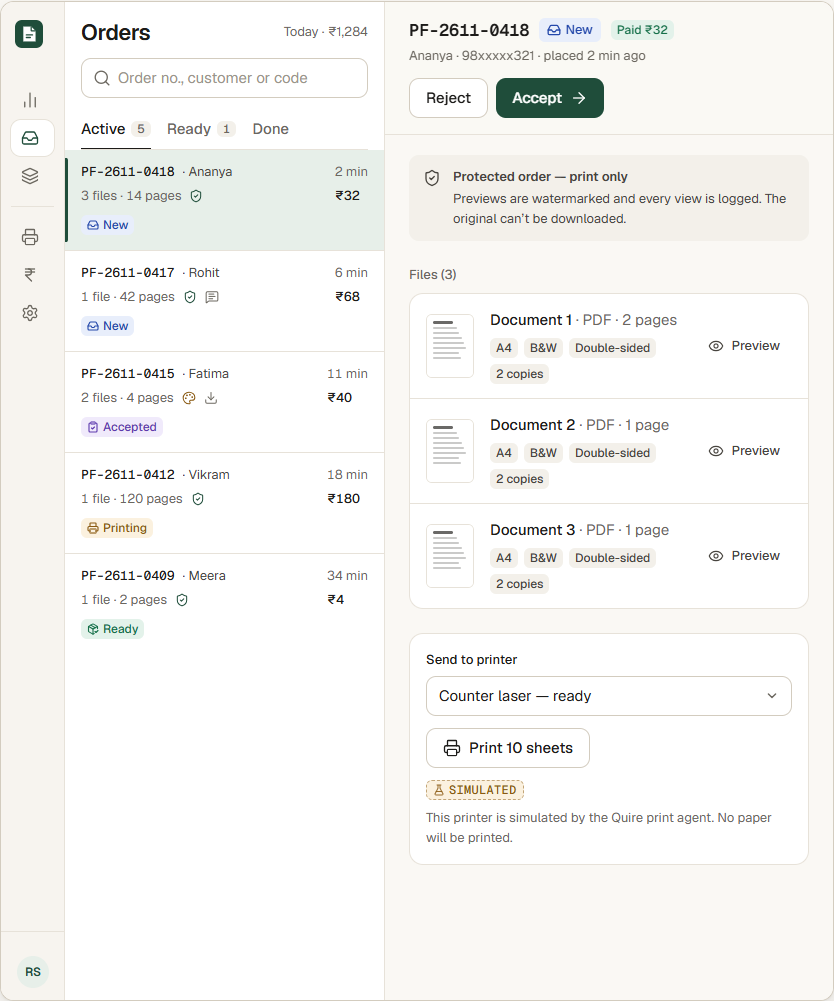 Orders
Today · ₹1,284
Order no., customer or code
Active 5 Ready 1 Done
PF-2611-0418 · Ananya 2 min
3 files · 14 pages ₹32
New
PF-2611-0417 · Rohit 6 min
1 file · 42 pages ₹68
New
PF-2611-0415 · Fatima 11 min
2 files · 4 pages ₹40
Accepted
PF-2611-0412 · Vikram 18 min
1 file · 120 pages ₹180
Printing
PF-2611-0409 · Meera 34 min
1 file · 2 pages ₹4
Ready
RS
PF-2611-0418 New Paid ₹32
Ananya · 98xxxxx321 · placed 2 min ago
Reject Accept
Protected order — print only
Previews are watermarked and every view is logged. The
original can't be downloaded.
Files (3)
Document 1 · PDF · 2 pages
A4 B&W Double-sided
2 copies
Preview
Document 2 · PDF · 1 page
A4 B&W Double-sided
2 copies
Preview
Document 3 · PDF · 1 page
A4 B&W Double-sided
2 copies
Preview
Send to printer
Counter laser — ready
Print 10 sheets
SIMULATED
This printer is simulated by the Quire print agent. No paper
will be printed.